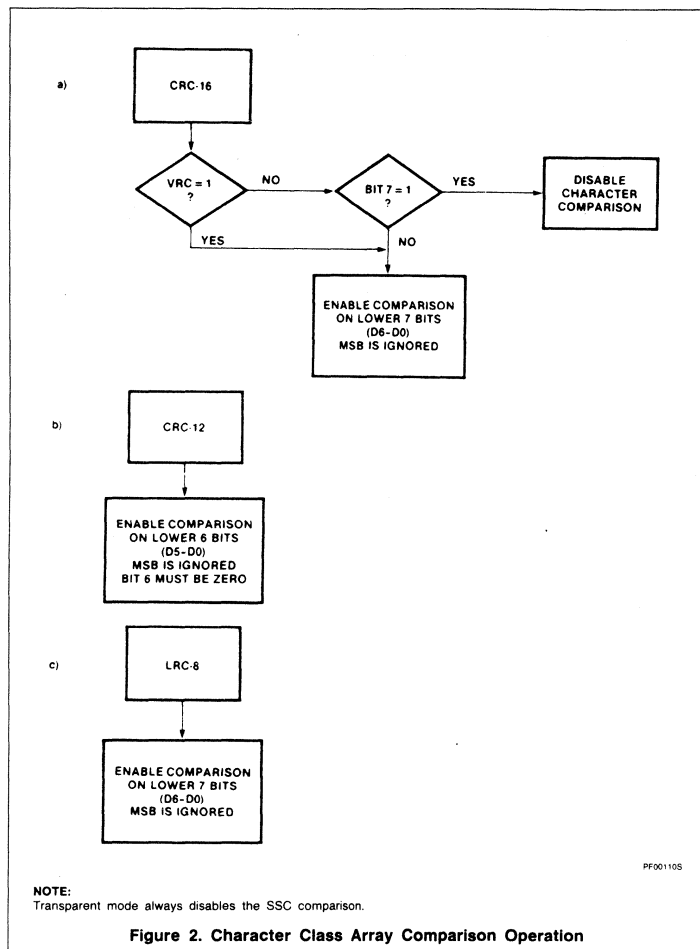 a)
CRC-16
VRC = 1
?
NO
BIT 7 = 1
?
YES
DISABLE
CHARACTER
COMPARISON
YES
NO
ENABLE COMPARISON
ON LOWER 7 BITS
(D6-D0)
MSB IS IGNORED
b)
CRC-12
ENABLE COMPARISON
ON LOWER 6 BITS
(D5-D0)
MSB IS IGNORED
BIT 6 MUST BE ZERO
c)
LRC-8
ENABLE COMPARISON
ON LOWER 7 BITS
(D6-D0)
MSB IS IGNORED
PF00110S
NOTE:
Transparent mode always disables the SSC comparison.
Figure 2. Character Class Array Comparison Operation